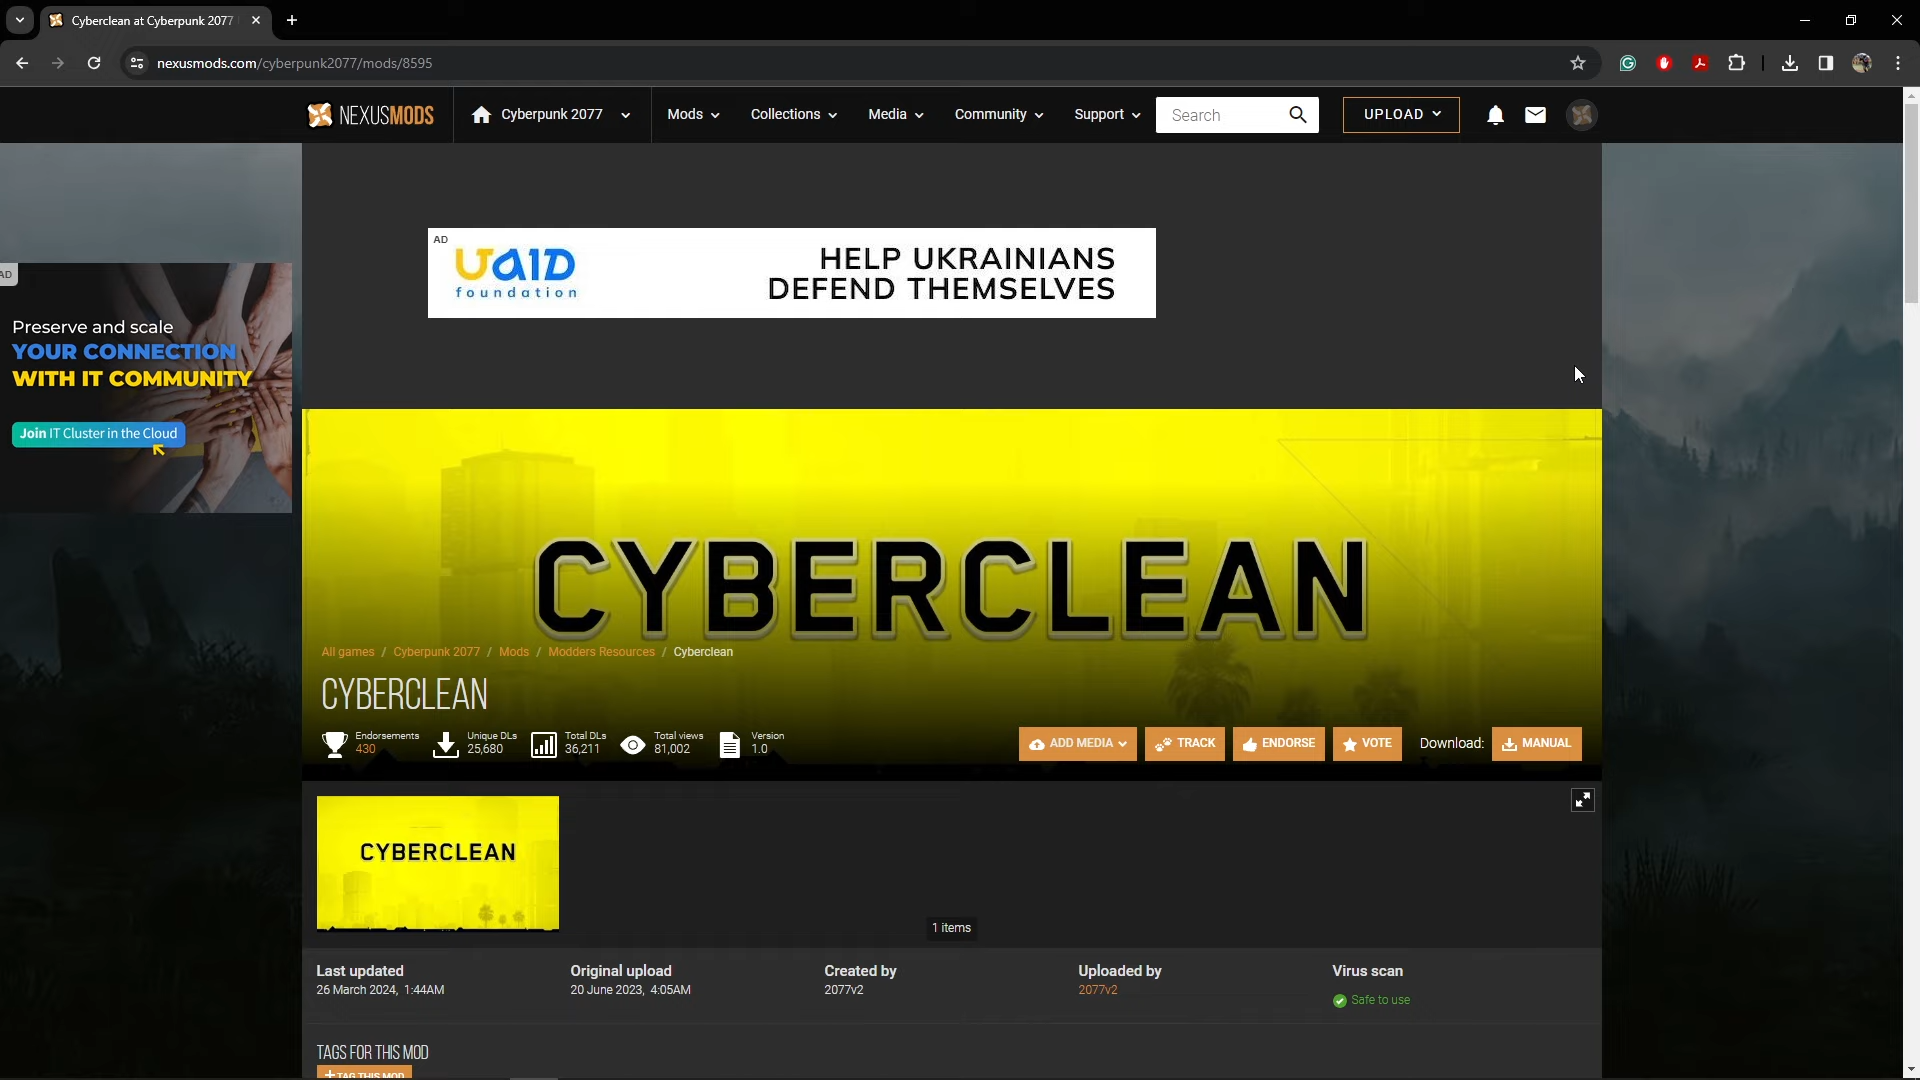 Cyberclean at Cyberpunk 2077
nexusmods.com/cyberpunk2077/mods/8595
NEXUSMODS
Cyberpunk 2077
Mods
Collections
Media
Community
Support
Search
UPLOAD
AD
UAID
foundation
HELP UKRAINIANS
DEFEND THEMSELVES
AD
Preserve and scale
YOUR CONNECTION
WITH IT COMMUNITY
Join IT Cluster in the Cloud
CYBERCLEAN
All games / Cyberpunk 2077 / Mods / Modders Resources / Cyberclean
CYBERCLEAN
Endorsements
430
Unique DLs
25,680
Total DLs
36,211
Total views
81,002
Version
1.0
ADD MEDIA
TRACK
ENDORSE
VOTE
Download:
MANUAL
CYBERCLEAN
1 items
Last updated
26 March 2024, 1:44AM
Original upload
20 June 2023, 4:05AM
Created by
2077v2
Uploaded by
2077v2
Virus scan
Safe to use
TAGS FOR THIS MOD
+ TAG THIS MOD